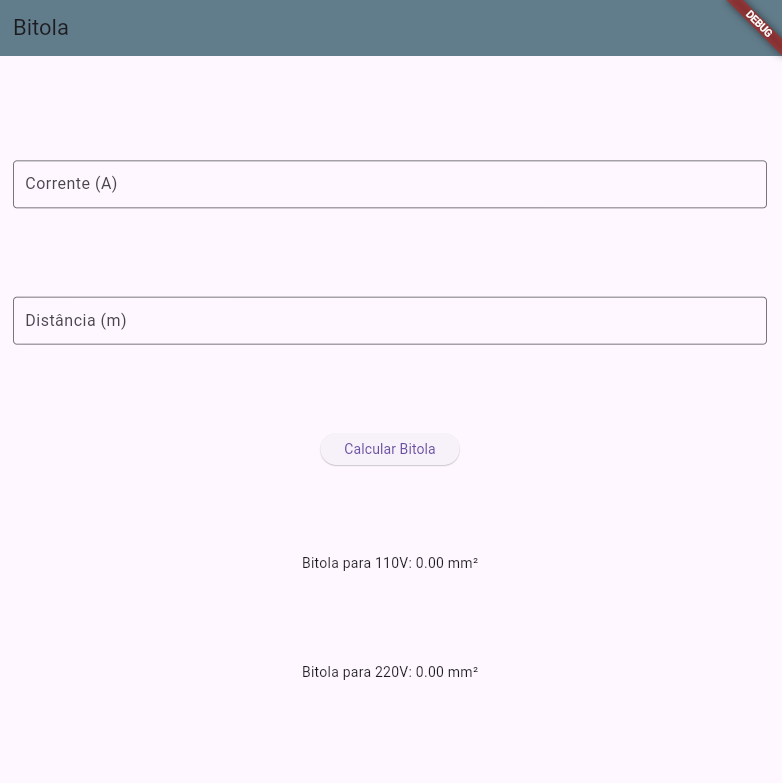 Bitola
DEBUG
Corrente (A)
Distância (m)
Calcular Bitola
Bitola para 110V: 0.00 mm²
Bitola para 220V: 0.00 mm²